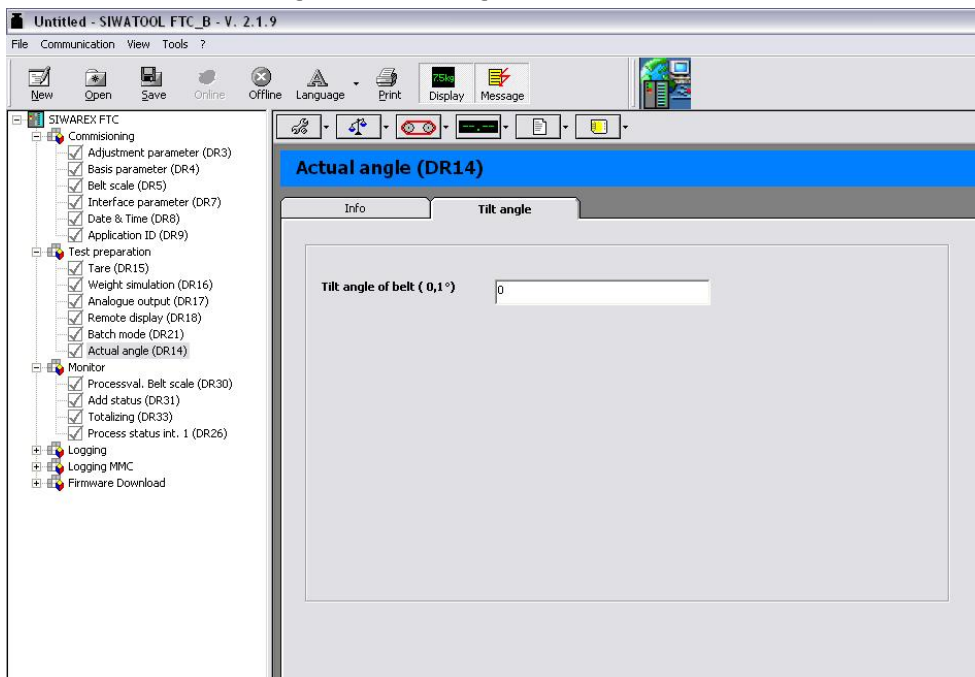 Untitled - SIWATOOL FTC_B - V. 2.1.9
File Communication View Tools ?
New Open Save Online Offline Language Print 75kg Display Message
SIWAREX FTC
Commisioning
Adjustment parameter (DR3)
Basis parameter (DR4)
Belt scale (DR5)
Interface parameter (DR7)
Date & Time (DR8)
Application ID (DR9)
Test preparation
Tare (DR15)
Weight simulation (DR16)
Analogue output (DR17)
Remote display (DR18)
Batch mode (DR21)
Actual angle (DR14)
Monitor
Processval. Belt scale (DR30)
Add status (DR31)
Totalizing (DR33)
Process status int. 1 (DR26)
Logging
Logging MMC
Firmware Download
Actual angle (DR14)
Info Tilt angle
Tilt angle of belt ( 0,1°) 0